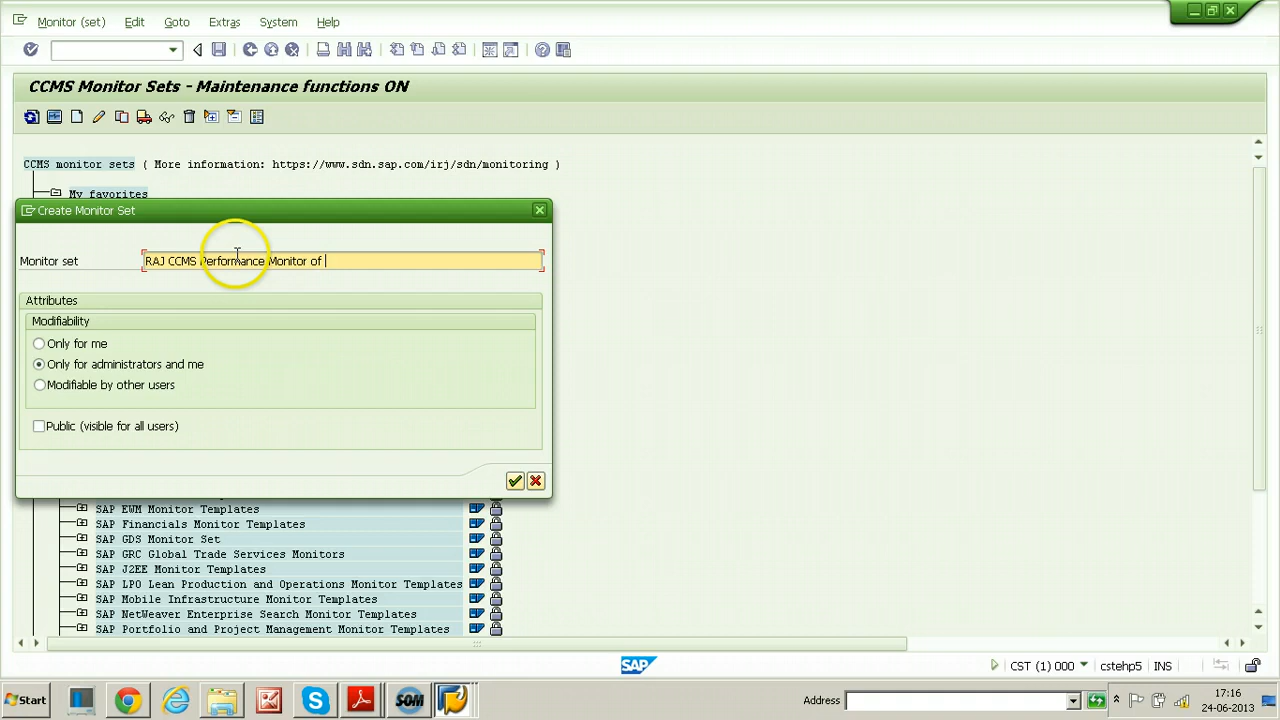 Monitor (set) Edit Goto Extras System Help
CCMS Monitor Sets - Maintenance functions ON
CCMS monitor sets ( More information: https://www.sdn.sap.com/irj/sdn/monitoring )
My favorites
Create Monitor Set
Monitor set RAJ CCMS Performance Monitor of
Attributes
Modifiability
Only for me
Only for administrators and me
Modifiable by other users
Public (visible for all users)
SAP EWM Monitor Templates
SAP Financials Monitor Templates
SAP GDS Monitor Set
SAP GRC Global Trade Services Monitors
SAP J2EE Monitor Templates
SAP LPO Lean Production and Operations Monitor Templates
SAP Mobile Infrastructure Monitor Templates
SAP NetWeaver Enterprise Search Monitor Templates
SAP Portfolio and Project Management Monitor Templates
SAP CST (1) 000 cstehp5 INS
Start SOM Address 17:16
24-06-2013